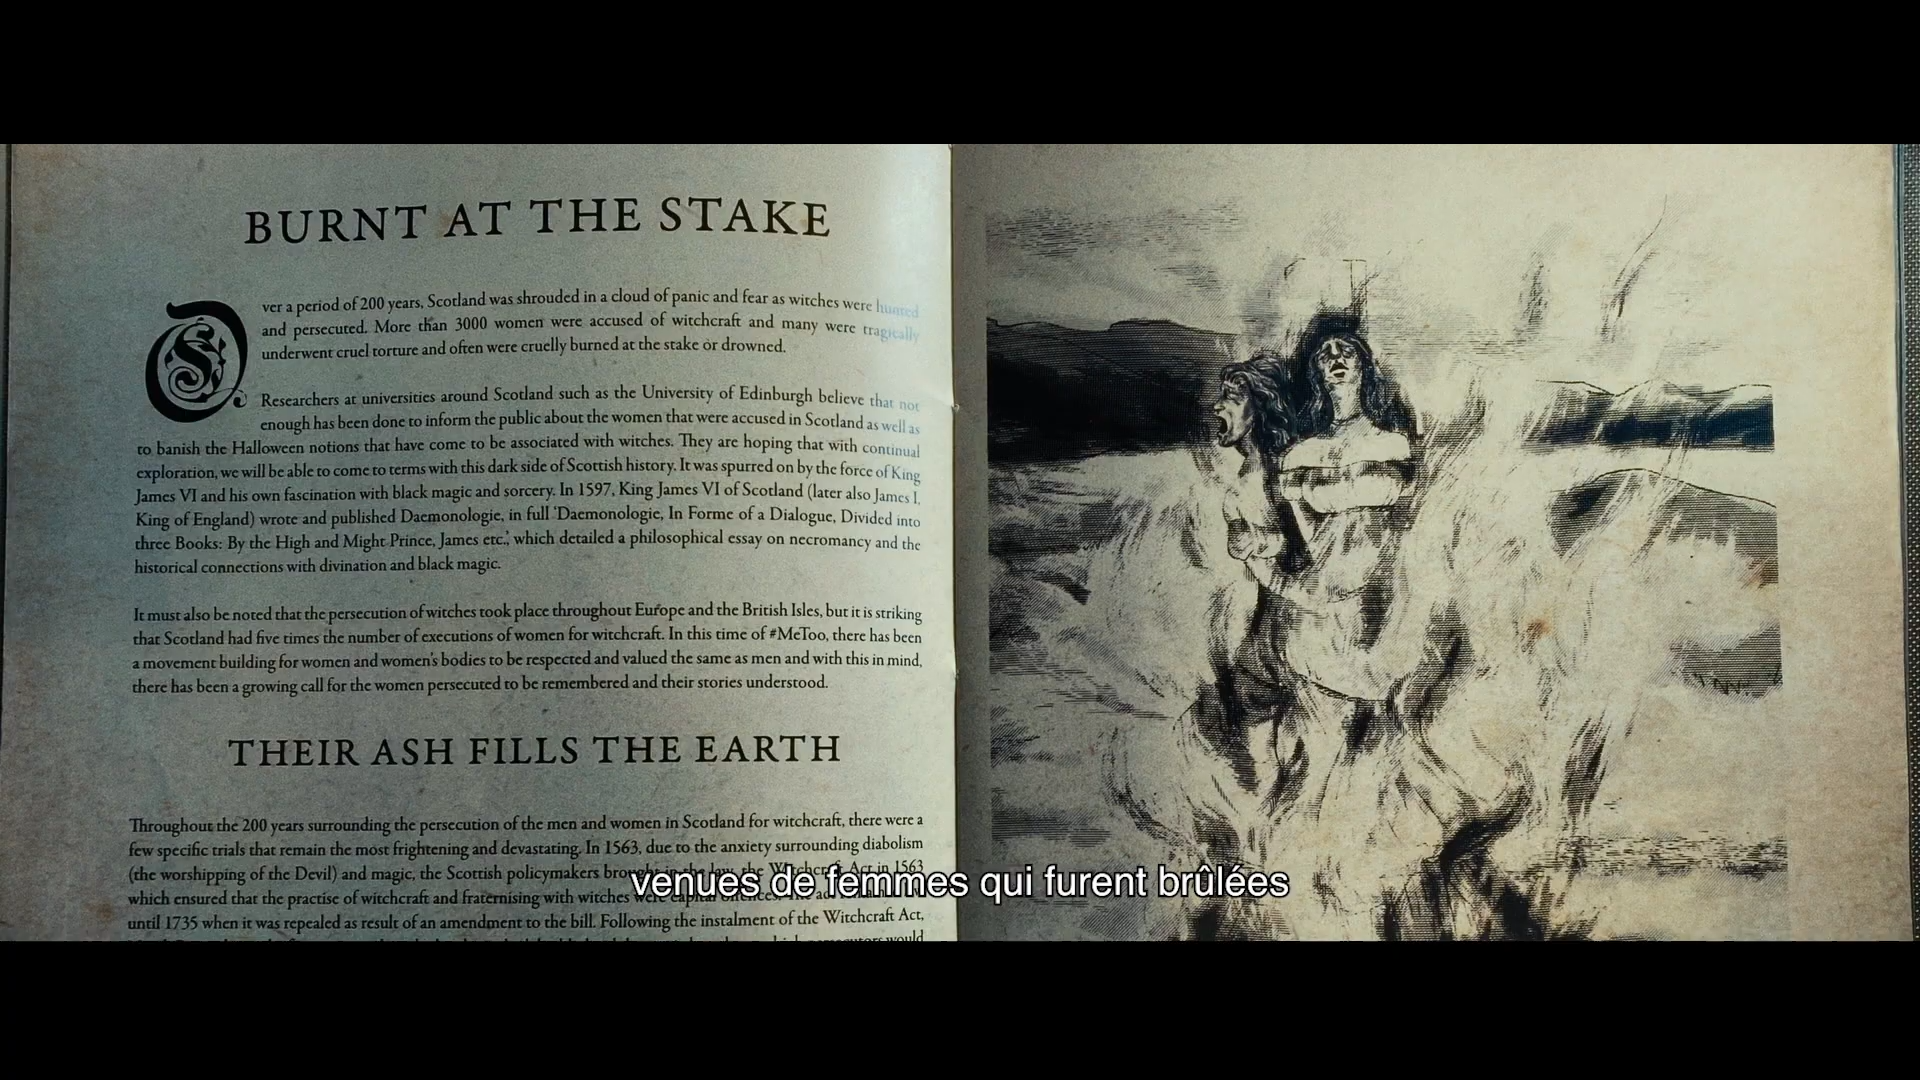 BURNT AT THE STAKE
Over a period of 200 years, Scotland was shrouded in a cloud of panic and fear as witches were hunted
and persecuted. More than 3000 women were accused of witchcraft and many were tragically
underwent cruel torture and often were cruelly burned at the stake or drowned.
Researchers at universities around Scotland such as the University of Edinburgh believe that not
enough has been done to inform the public about the women that were accused in Scotland as well as
to banish the Halloween notions that have come to be associated with witches. They are hoping that with continual
exploration, we will be able to come to terms with this dark side of Scottish history. It was spurred on by the force of King
James VI and his own fascination with black magic and sorcery. In 1597, King James VI of Scotland (later also James I,
King of England) wrote and published Daemonologie, in full 'Daemonologie, In Forme of a Dialogue, Divided into
three Books: By the High and Might Prince, James etc.', which detailed a philosophical essay on necromancy and the
historical connections with divination and black magic.
It must also be noted that the persecution of witches took place throughout Europe and the British Isles, but it is striking
that Scotland had five times the number of executions of women for witchcraft. In this time of #MeToo, there has been
a movement building for women and women's bodies to be respected and valued the same as men and with this in mind,
there has been a growing call for the women persecuted to be remembered and their stories understood.
THEIR ASH FILLS THE EARTH
Throughout the 200 years surrounding the persecution of the men and women in Scotland for witchcraft, there were a
few specific trials that remain the most frightening and devastating. In 1563, due to the anxiety surrounding diabolism
(the worshipping of the Devil) and magic, the Scottish policymakers brought in the law, the Witchcraft Act in 1563
which ensured that the practise of witchcraft and fraternising with witches were capital offences. The act
until 1735 when it was repealed as result of an amendment to the bill. Following the instalment of the Witchcraft Act,
would
venues de femmes qui furent brûlées